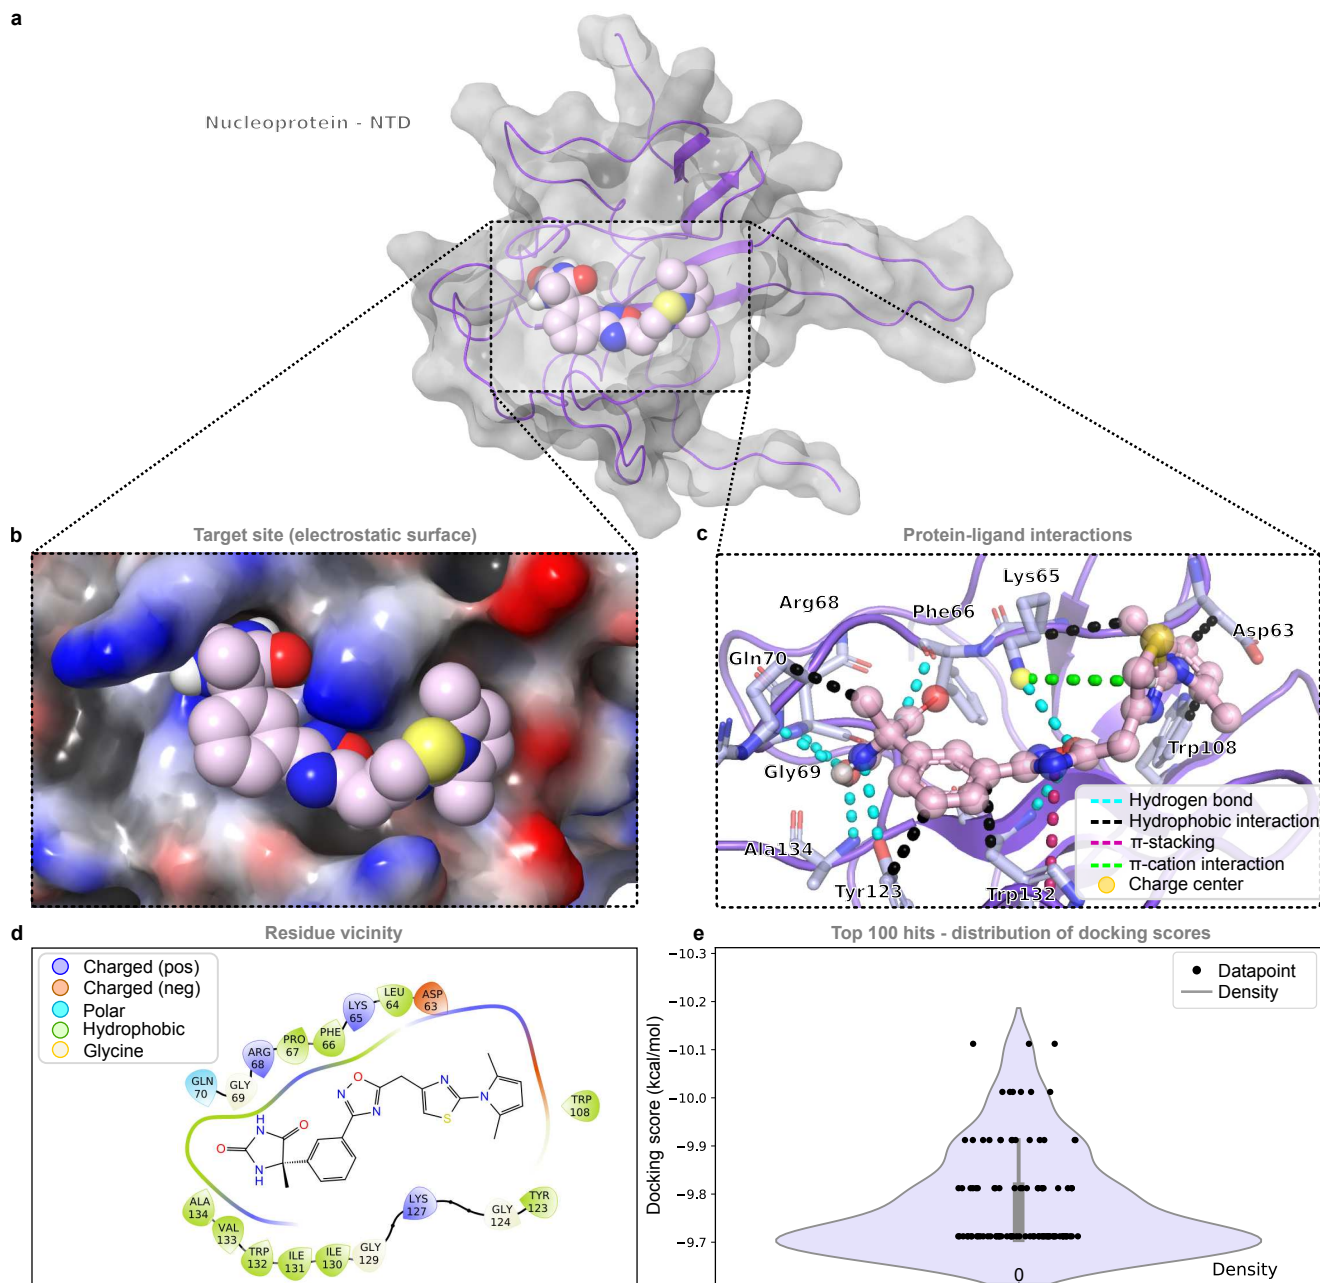 a
Nucleoprotein - NTD
b
Target site (electrostatic surface)
c
Protein-ligand interactions
Lys65
Arg68
Phe66
Asp63
Gln70
Trp108
Gly69
Ala134
Tyr123
Trp132
Hydrogen bond
Hydrophobic interaction
π-stacking
π-cation interaction
Charge center
d
Residue vicinity
Charged (pos)
Charged (neg)
Polar
Hydrophobic
Glycine
LEU
64
ASP
63
LYS
65
PHE
66
PRO
67
ARG
68
GLY
69
GLN
70
TRP
108
O
N
N
N
S
N
H
N
O
O
N
H
ALA
134
VAL
133
TRP
132
ILE
131
ILE
130
GLY
129
LYS
127
GLY
124
TYR
123
e
Top 100 hits - distribution of docking scores
Docking score (kcal/mol)
−10.3
−10.2
−10.1
−10.0
−9.9
−9.8
−9.7
Datapoint
Density
0
Density